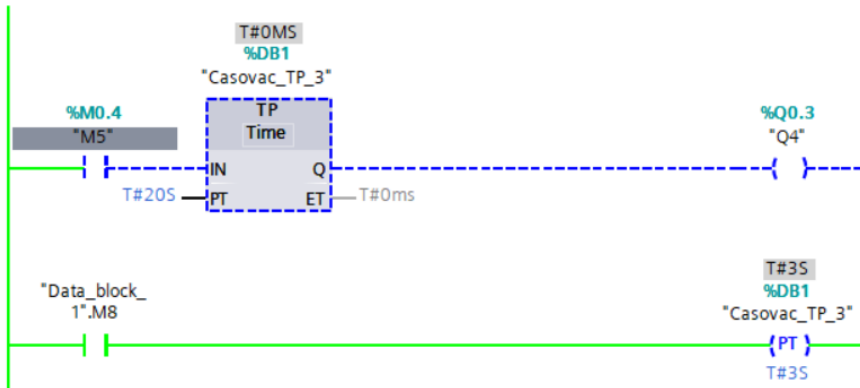 T#0MS
%DB1
"Casovac_TP_3"
%M0.4
"M5"
TP
Time
%Q0.3
"Q4"
IN
Q
T#20S
PT
ET
T#0ms
"Data_block_
1".M8
T#3S
%DB1
"Casovac_TP_3"
PT
T#3S